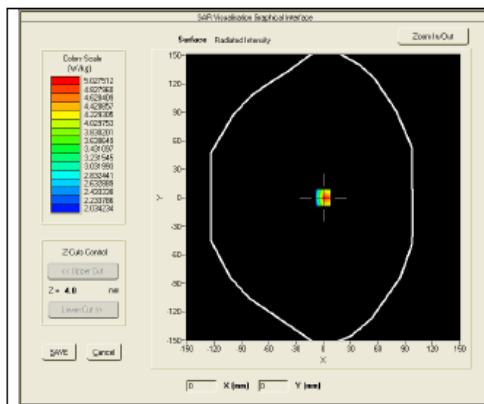 SAR Visualisation Graphical Interface
Surface Radiated Intensity
Zoom In/Out
Colors Scale
(W/Kg)
5.027512
4.827960
4.628409
4.428857
4.229305
4.029753
3.830201
3.630649
3.431097
3.231545
3.031993
2.832441
2.632889
2.433338
2.233786
2.034234
Z-Cuts Control
<< Upper Cut
Z = 4.0 mm
Lower Cut >>
SAVE Cancel
150
120
90
60
30
0
-30
-60
-90
-120
-150
Y
-150 -120 -90 -60 -30 0 30 60 90 120 150
X
0 X (mm) 0 Y (mm)